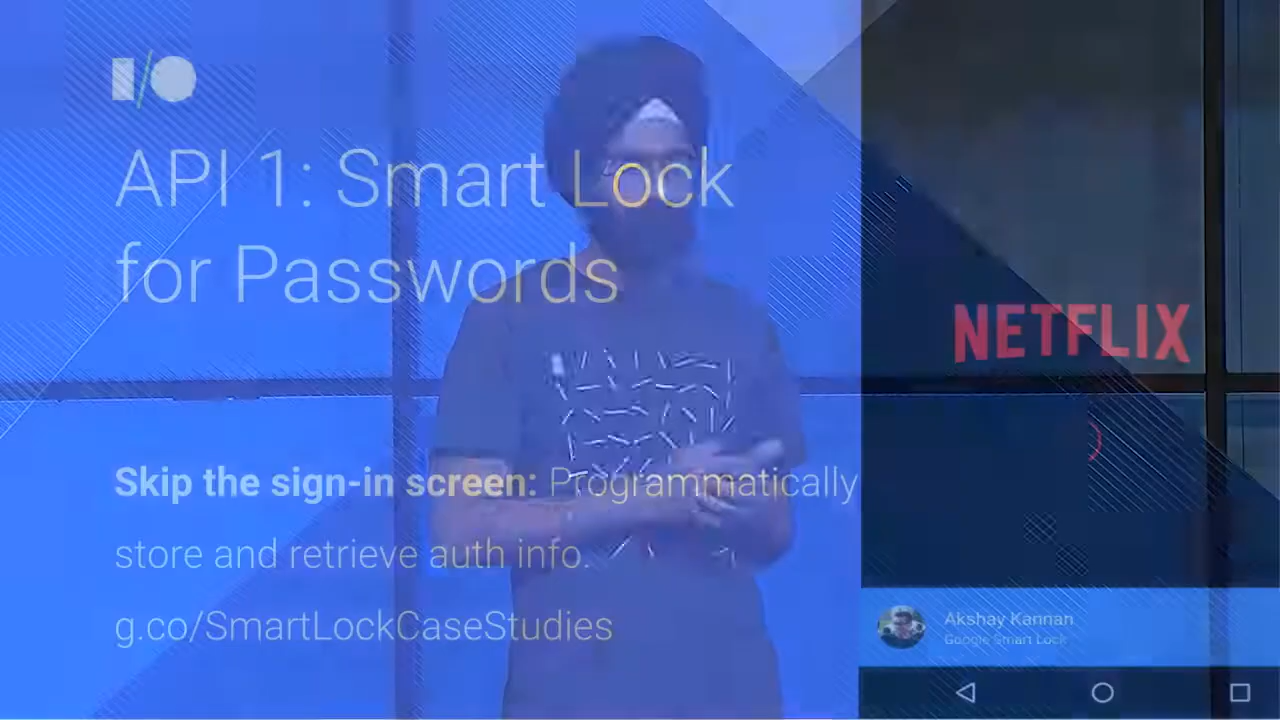 I/O
API 1: Smart Lock
for Passwords
Skip the sign-in screen: Programmatically
store and retrieve auth info.
g.co/SmartLockCaseStudies
NETFLIX
Akshay Kannan
Google Smart Lock